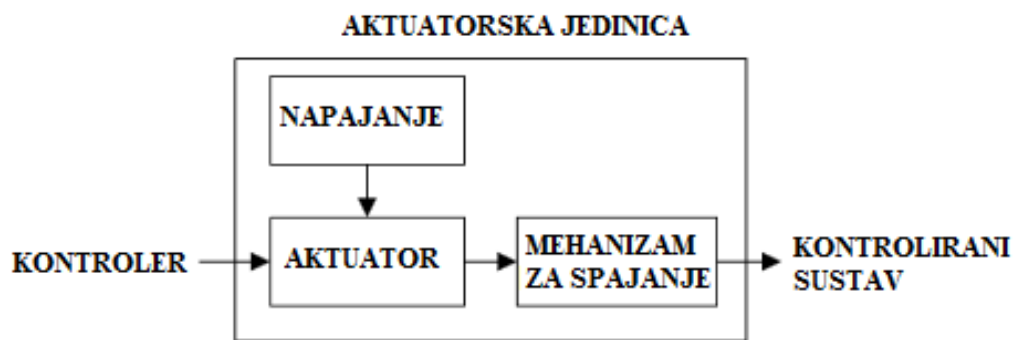 AKTUATORSKA JEDINICA
NAPAJANJE
KONTROLER
AKTUATOR
MEHANIZAM
ZA SPAJANJE
KONTROLIRANI
SUSTAV